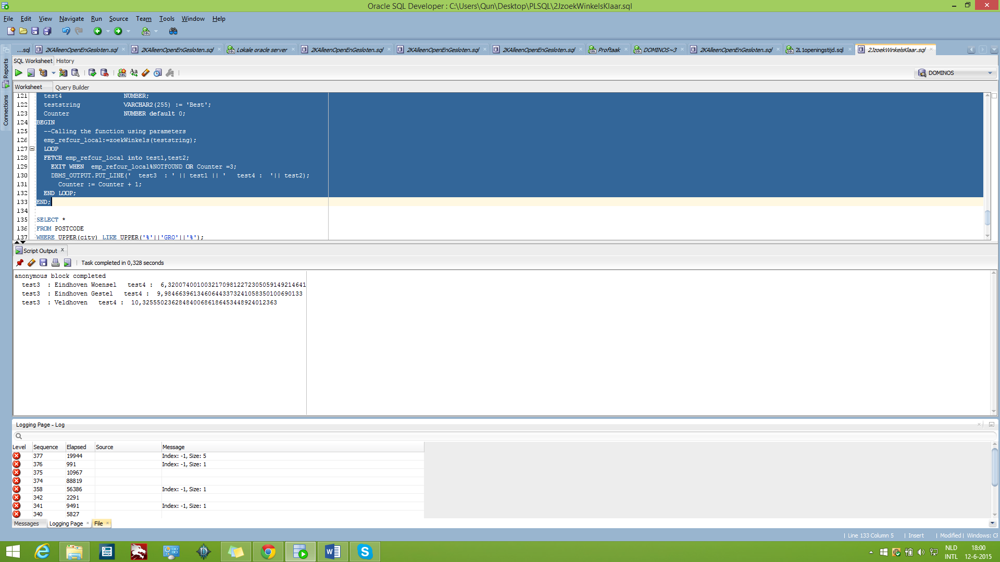 Oracle SQL Developer : C:\Users\Qun\Desktop\PLSQL\2JzoekWinkelsKlaar.sql
File Edit View Navigate Run Source Team Tools Window Help
...sql 2KAlleenOpenEnGesloten.sql 2KAlleenOpenEnGesloten.sql Lokale oracle server 2KAlleenOpenEnGesloten.sql 2KAlleenOpenEnGesloten.sql 2KAlleenOpenEnGesloten.sql Proftaak DOMINOS~3 2KAlleenOpenEnGesloten.sql 2L1openingstijd.sql 2JzoekWinkelsKlaar.sql
Reports
Connections
SQL Worksheet History
DOMINOS
Worksheet Query Builder
121 test4 NUMBER;
122 teststring VARCHAR2(255) := 'Best';
123 Counter NUMBER default 0;
124 BEGIN
125 --Calling the function using parameters
126 emp_refcur_local:=zoekWinkels(teststring);
127 LOOP
128 FETCH emp_refcur_local into test1,test2;
129 EXIT WHEN emp_refcur_local%NOTFOUND OR Counter =3;
130 DBMS_OUTPUT.PUT_LINE(' test3 : ' || test1 || ' test4 : '|| test2);
131 Counter := Counter + 1;
132 END LOOP;
133 END;
134
135 SELECT *
136 FROM POSTCODE
137 WHERE UPPER(city) LIKE UPPER('%'||'GRO'||'%');
Script Output
Task completed in 0,328 seconds
anonymous block completed
test3 : Eindhoven Woensel test4 : 6,32007400100321709812272305059149214641
test3 : Eindhoven Gestel test4 : 9,98466396134606443373241058350100690133
test3 : Veldhoven test4 : 10,3255502362848400686186453448924012363
Logging Page - Log
Level Sequence Elapsed Source Message
377 19944 Index: -1, Size: 5
376 991 Index: -1, Size: 1
375 10967
374 88819
358 56386 Index: -1, Size: 1
342 2291
341 9491 Index: -1, Size: 1
340 5827
Messages Logging Page File
Line 133 Column 5 Insert Modified Windows: CF
NLD 18:00
INTL 12-6-2015